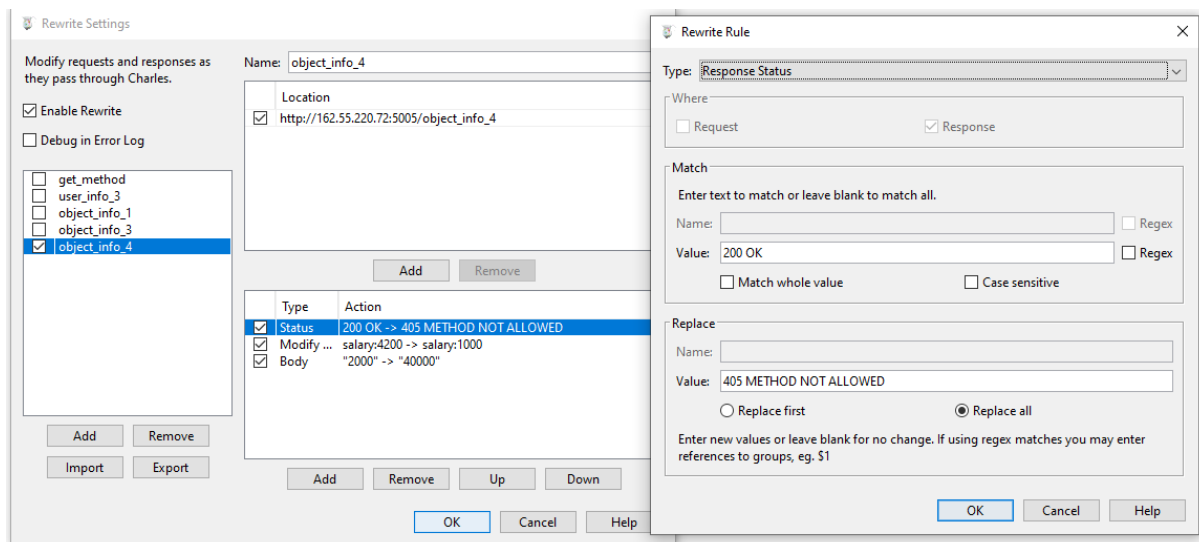 Rewrite Settings
Modify requests and responses as
they pass through Charles.
Enable Rewrite
Debug in Error Log
get_method
user_info_3
object_info_1
object_info_3
object_info_4
Add Remove
Import Export
Name: object_info_4
Location
http://162.55.220.72:5005/object_info_4
Add Remove
Type Action
Status 200 OK -> 405 METHOD NOT ALLOWED
Modify ... salary:4200 -> salary:1000
Body "2000" -> "40000"
Add Remove Up Down
OK Cancel Help
Rewrite Rule
Type: Response Status
Where
Request Response
Match
Enter text to match or leave blank to match all.
Name: Regex
Value: 200 OK Regex
Match whole value Case sensitive
Replace
Name:
Value: 405 METHOD NOT ALLOWED
Replace first Replace all
Enter new values or leave blank for no change. If using regex matches you may enter
references to groups, eg. $1
OK Cancel Help